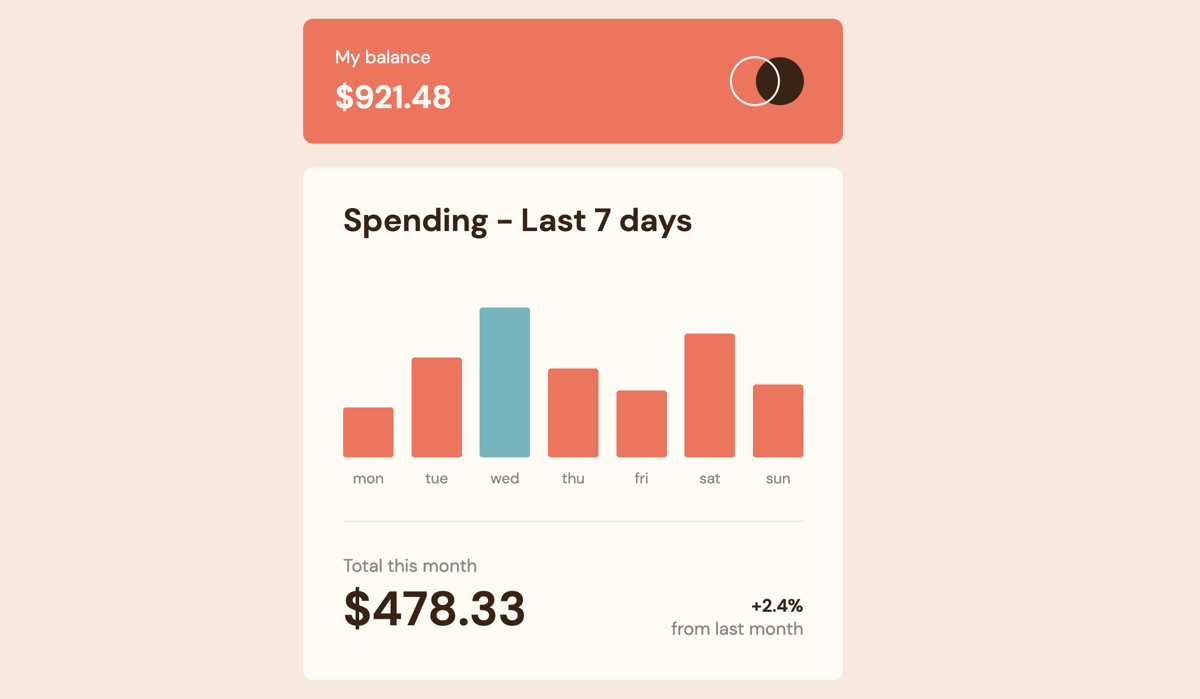 My balance
$921.48
Spending – Last 7 days
mon tue wed thu fri sat sun
Total this month
$478.33
+2.4%
from last month